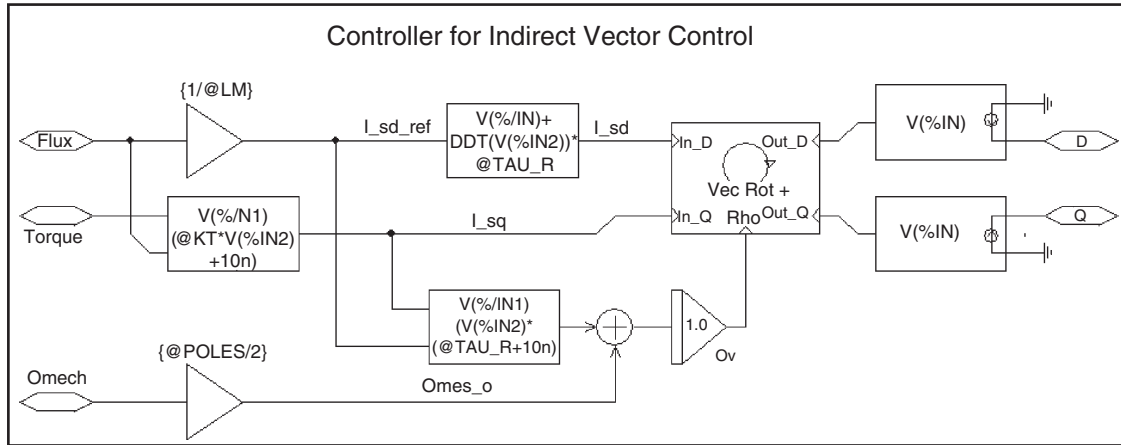 Controller for Indirect Vector Control
{1/@LM}
Flux
I_sd_ref
V(%/IN)+
DDT(V(%IN2))*
@TAU_R
I_sd
In_D
Out_D
Vec Rot +
In_Q
Rho
Out_Q
V(%IN)
D
Torque
V(%/N1)
(@KT*V(%IN2)
+10n)
I_sq
V(%IN)
Q
V(%/IN1)
(V(%IN2)*
(@TAU_R+10n)
1.0
Ov
{@POLES/2}
Omech
Omes_o